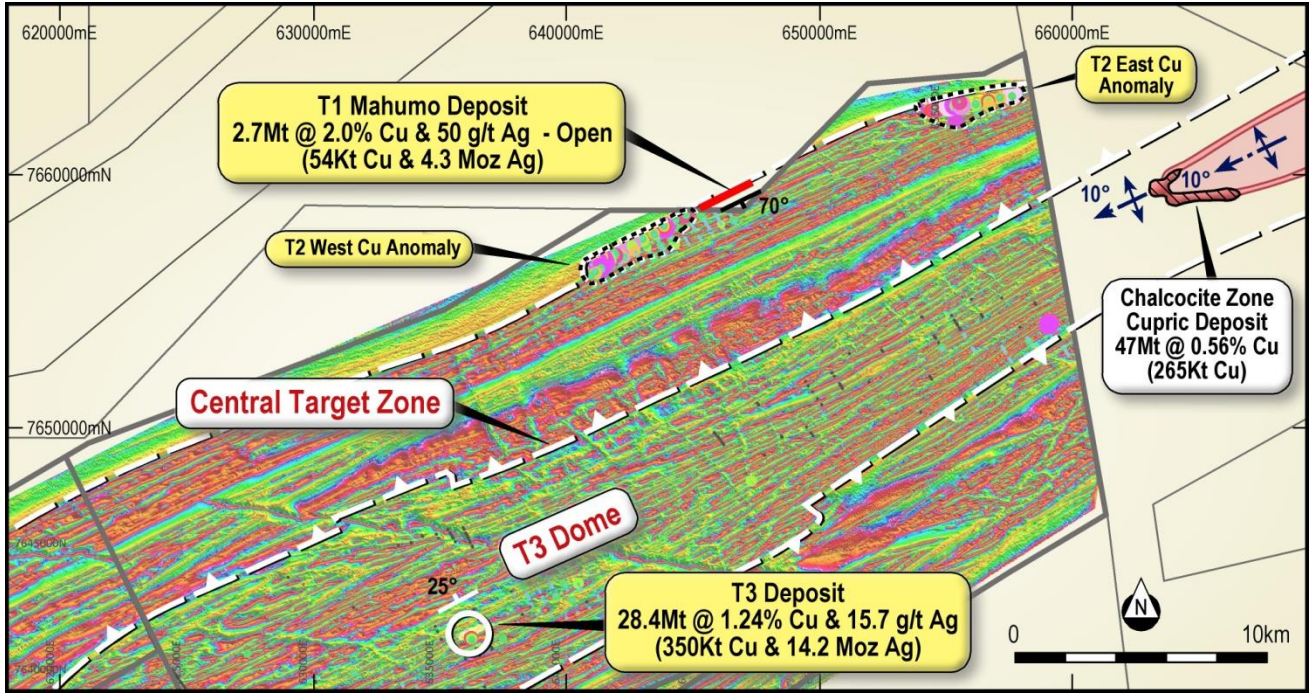 620000mE
630000mE
640000mE
650000mE
660000mE
T2 East Cu
Anomaly
T1 Mahumo Deposit
2.7Mt @ 2.0% Cu & 50 g/t Ag - Open
(54Kt Cu & 4.3 Moz Ag)
7660000mN
10°
10°
70°
T2 West Cu Anomaly
Chalcocite Zone
Cupric Deposit
47Mt @ 0.56% Cu
(265Kt Cu)
Central Target Zone
7650000mN
T3 Dome
7645000N
25°
T3 Deposit
28.4Mt @ 1.24% Cu & 15.7 g/t Ag
(350Kt Cu & 14.2 Moz Ag)
N
0
10km
7640000N